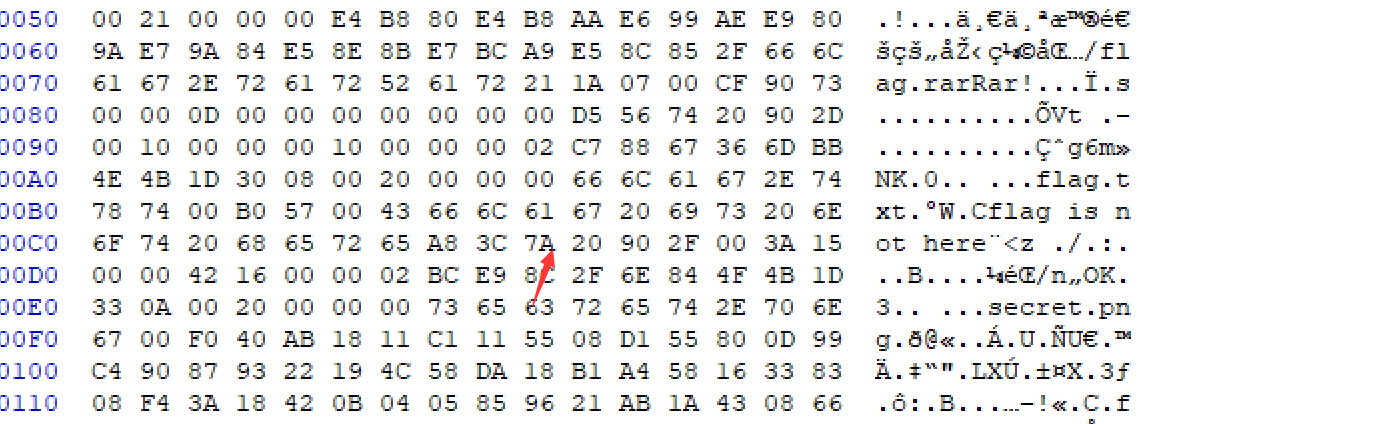 0050 00 21 00 00 00 E4 B8 80 E4 B8 AA E6 99 AE E9 80 .!...ä¸€ä¸ªæ™®é€
0060 9A E7 9A 84 E5 8E 8B E7 BC A9 E5 8C 85 2F 66 6C šçš„åŽ‹ç¼©åŒ…/fl
0070 61 67 2E 72 61 72 52 61 72 21 1A 07 00 CF 90 73 ag.rarRar!...Ï.s
0080 00 00 0D 00 00 00 00 00 00 00 D5 56 74 20 90 2D ..........ÕVt .-
0090 00 10 00 00 00 10 00 00 00 02 C7 88 67 36 6D BB ..........Çˆg6m»
00A0 4E 4B 1D 30 08 00 20 00 00 00 66 6C 61 67 2E 74 NK.0.. ...flag.t
00B0 78 74 00 B0 57 00 43 66 6C 61 67 20 69 73 20 6E xt.°W.Cflag is n
00C0 6F 74 20 68 65 72 65 A8 3C 7A 20 90 2F 00 3A 15 ot here¨<z ./.:.
00D0 00 00 42 16 00 00 02 BC E9 8C 2F 6E 84 4F 4B 1D ..B....¼éŒ/n„OK.
00E0 33 0A 00 20 00 00 00 73 65 63 72 65 74 2E 70 6E 3.. ...secret.pn
00F0 67 00 F0 40 AB 18 11 C1 11 55 08 D1 55 80 0D 99 g.ð@«..Á.U.ÑU€.™
0100 C4 90 87 93 22 19 4C 58 DA 18 B1 A4 58 16 33 83 Ä.‡“".LXÚ.±¤X.3ƒ
0110 08 F4 3A 18 42 0B 04 05 85 96 21 AB 1A 43 08 66 .ô:.B...…–!«.C.f